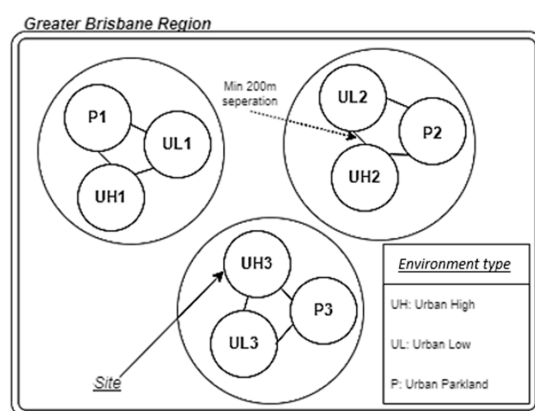 Greater Brisbane Region
Min 200m
seperation
P1
UL1
UH1
UL2
P2
UH2
UH3
P3
UL3
Site
Environment type
UH: Urban High
UL: Urban Low
P: Urban Parkland